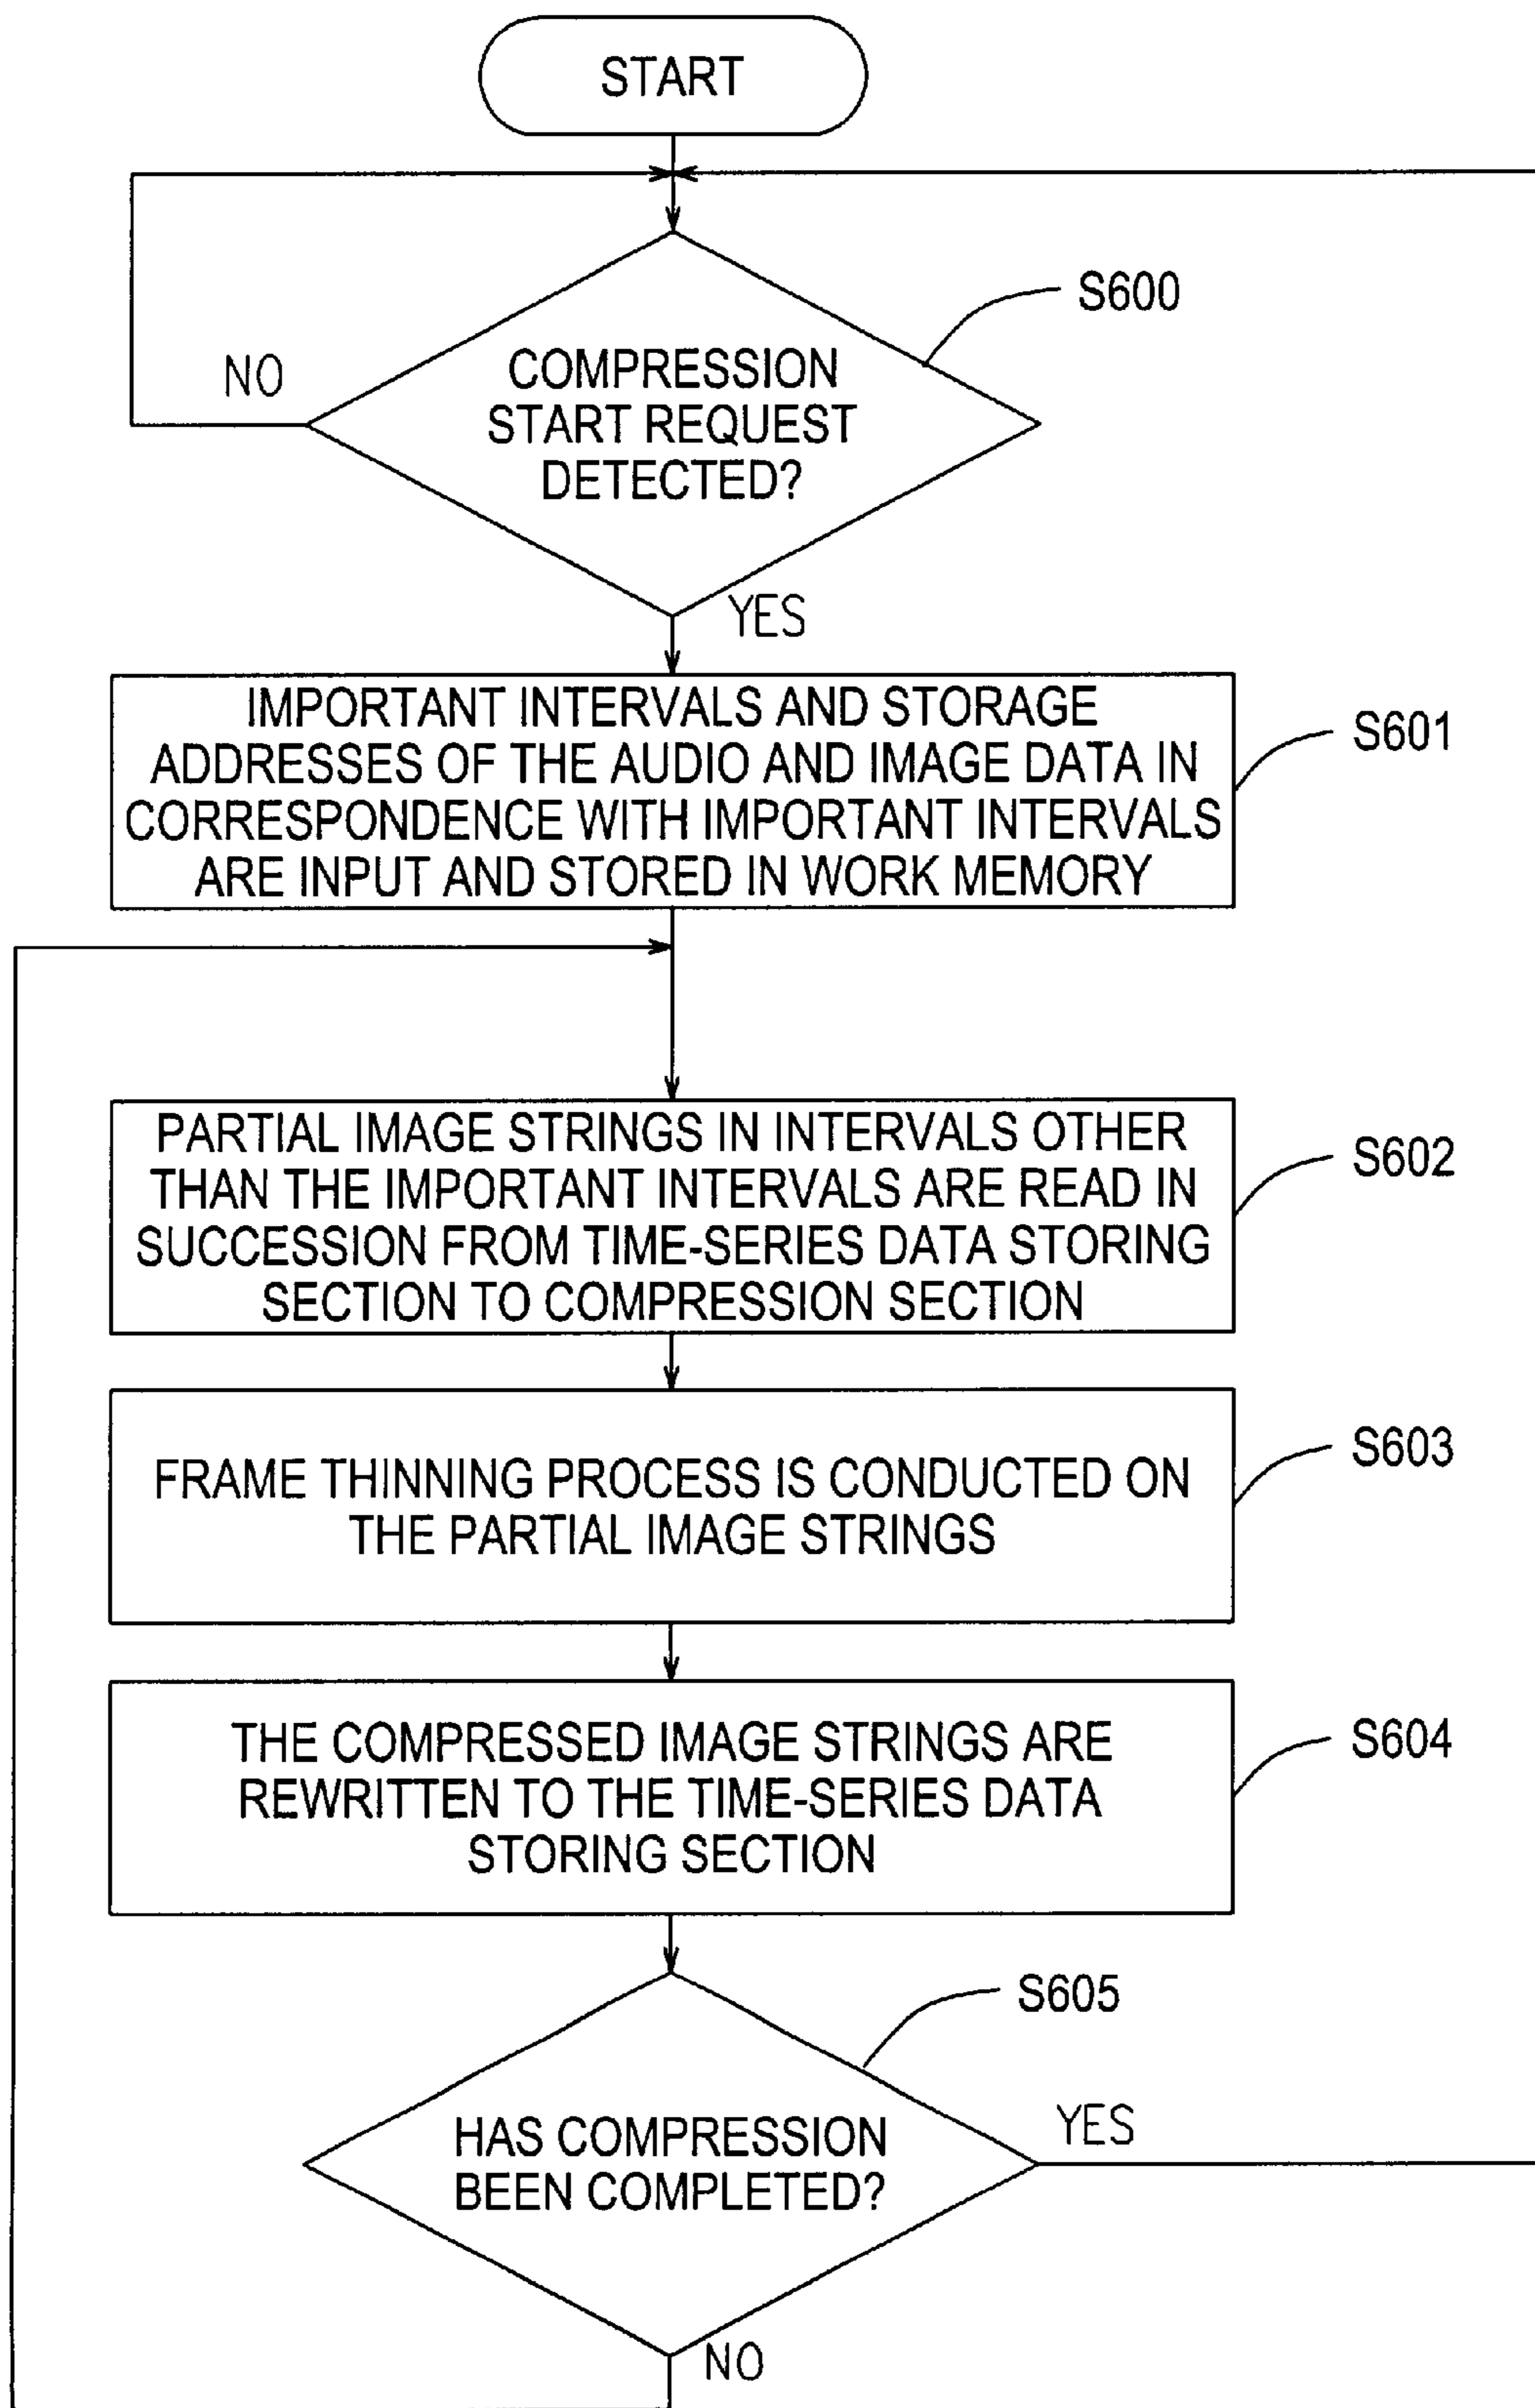 START
S600
COMPRESSION
START REQUEST
DETECTED?
NO
YES
IMPORTANT INTERVALS AND STORAGE
ADDRESSES OF THE AUDIO AND IMAGE DATA IN
CORRESPONDENCE WITH IMPORTANT INTERVALS
ARE INPUT AND STORED IN WORK MEMORY
S601
PARTIAL IMAGE STRINGS IN INTERVALS OTHER
THAN THE IMPORTANT INTERVALS ARE READ IN
SUCCESSION FROM TIME-SERIES DATA STORING
SECTION TO COMPRESSION SECTION
S602
FRAME THINNING PROCESS IS CONDUCTED ON
THE PARTIAL IMAGE STRINGS
S603
THE COMPRESSED IMAGE STRINGS ARE
REWRITTEN TO THE TIME-SERIES DATA
STORING SECTION
S604
S605
HAS COMPRESSION
BEEN COMPLETED?
YES
NO